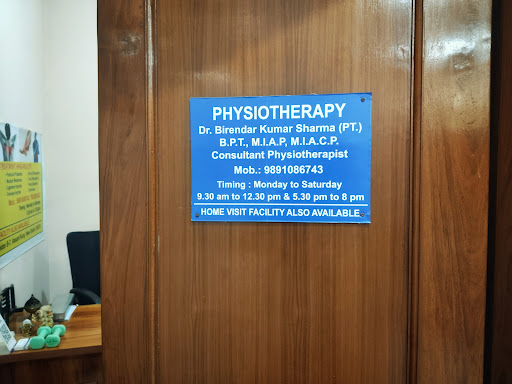 PHYSIOTHERAPY
Dr. Birendar Kumar Sharma (PT.)
B.P.T., M.I.A.P, M.I.A.C.P.
Consultant Physiotherapist
Mob.: 9891086743
Timing : Monday to Saturday
9.30 am to 12.30 pm & 5.30 pm to 8 pm
HOME VISIT FACILITY ALSO AVAILABLE